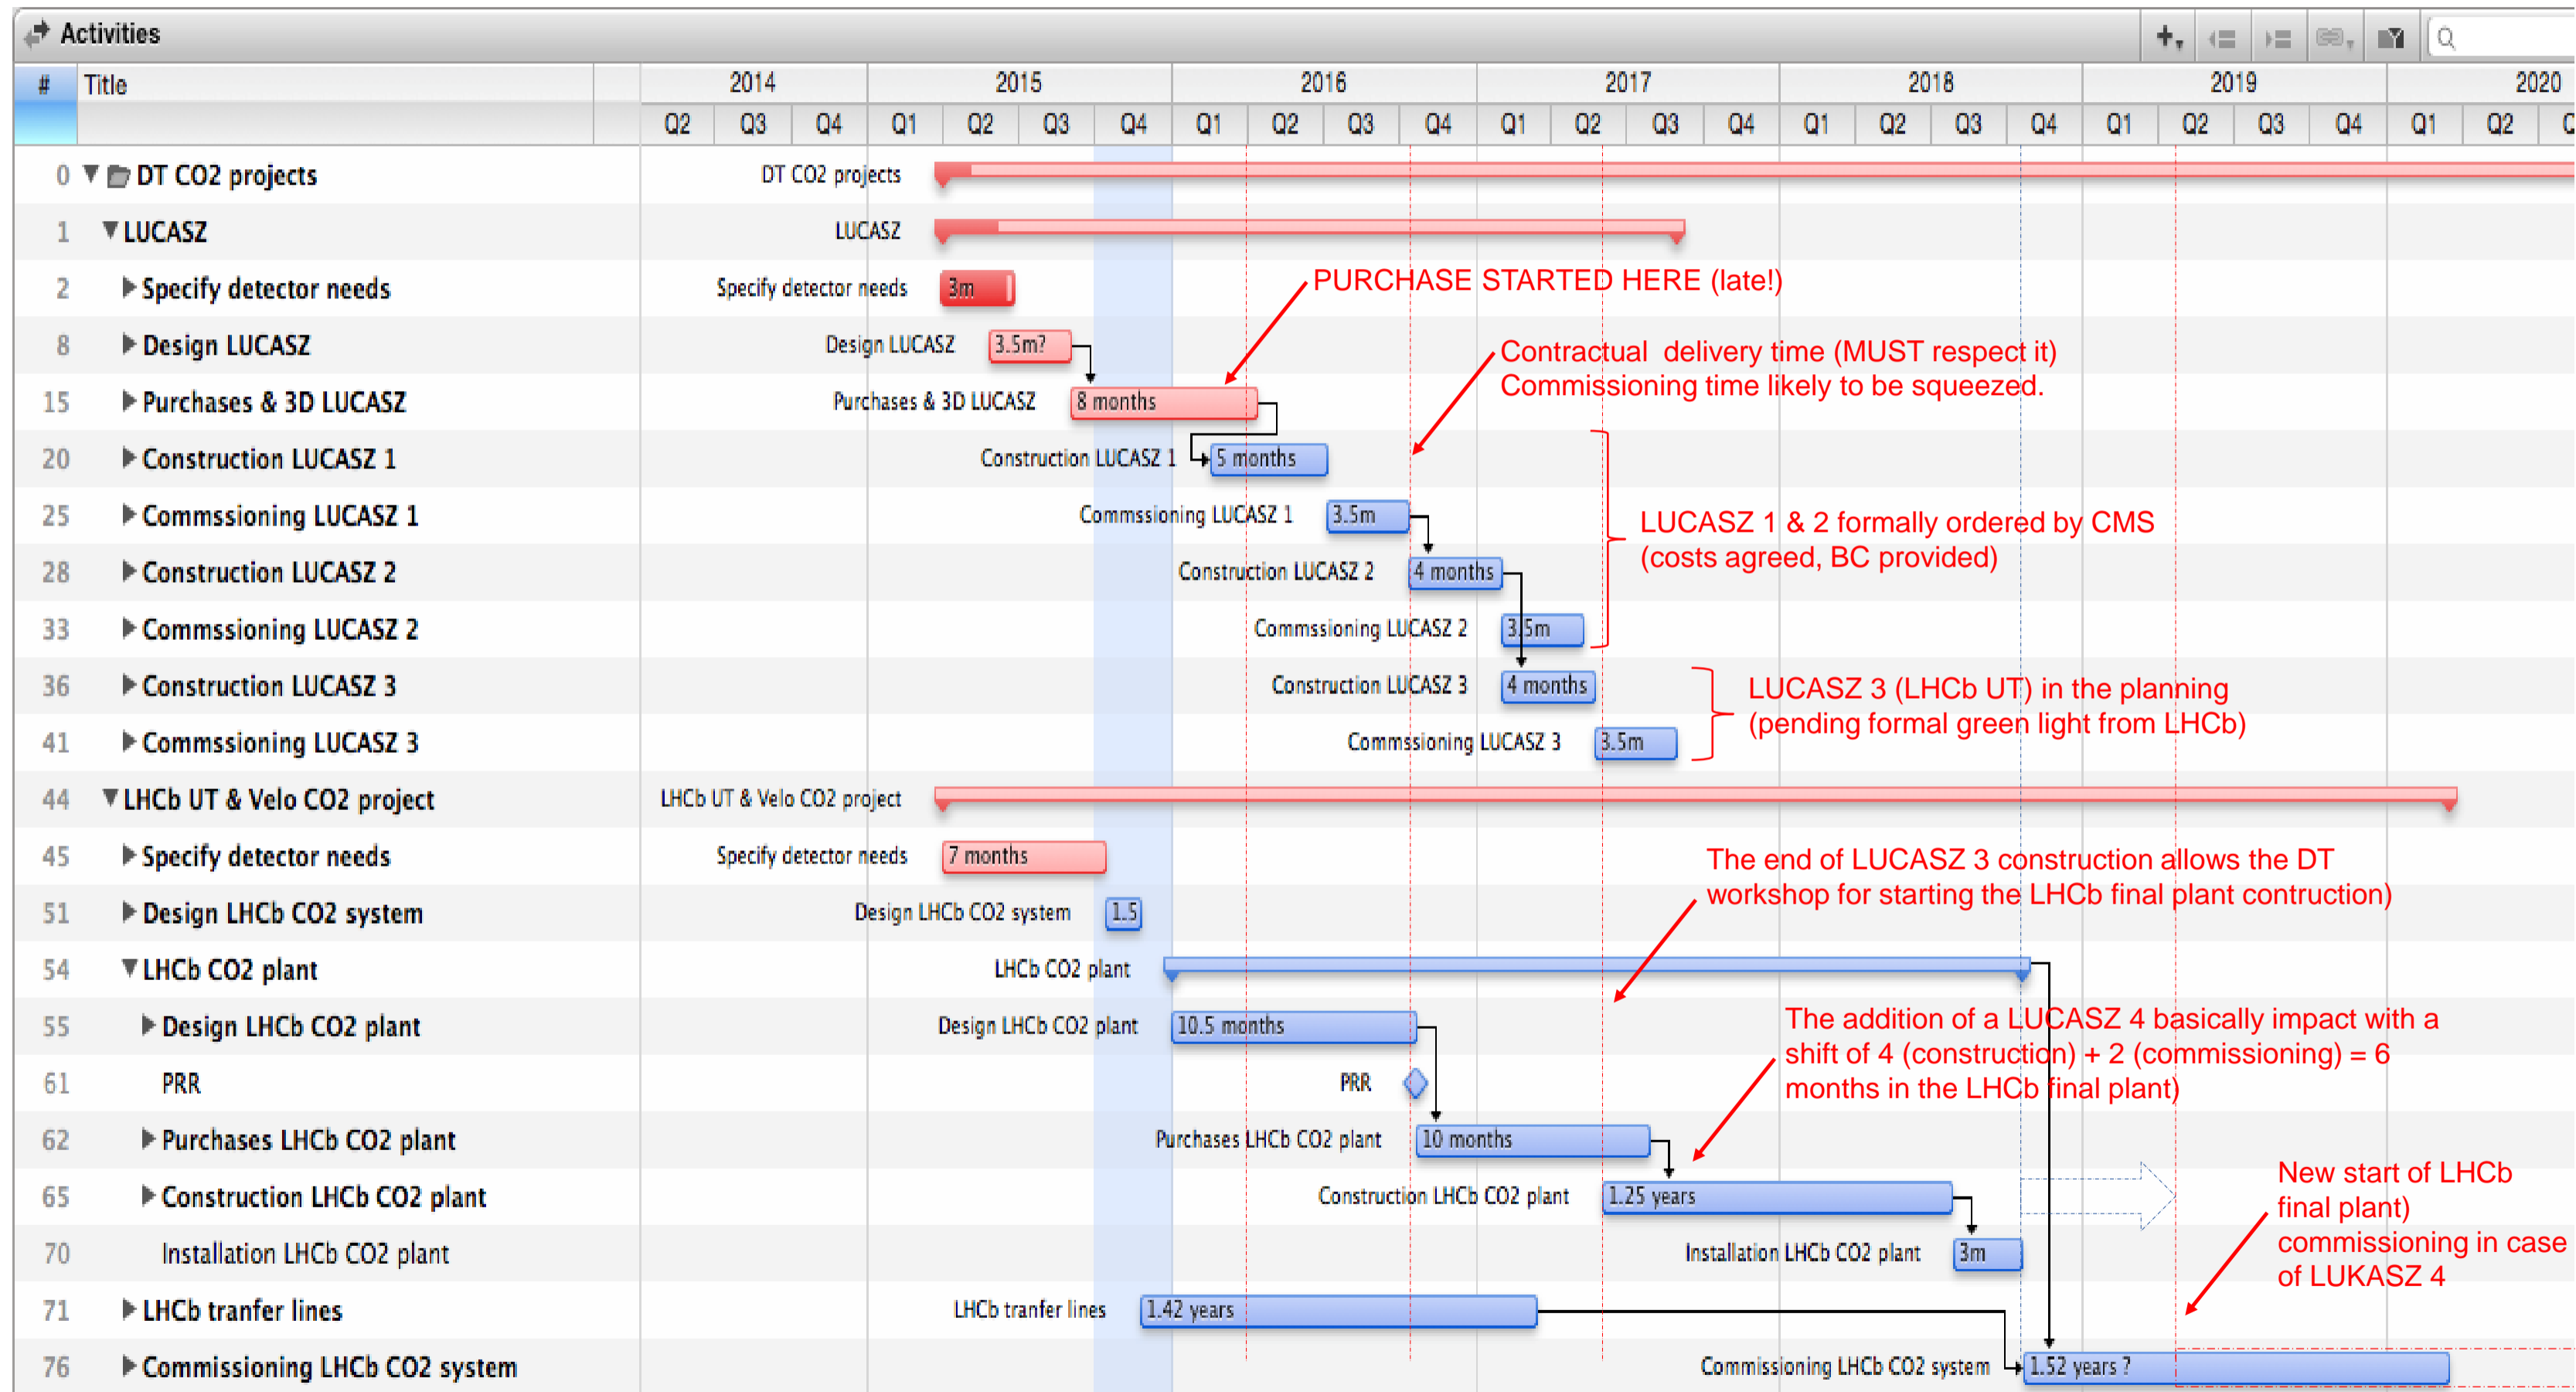 Activities
# Title 2014 2015 2016 2017 2018 2019 2020
Q2 Q3 Q4 Q1 Q2 Q3 Q4 Q1 Q2 Q3 Q4 Q1 Q2 Q3 Q4 Q1 Q2 Q3 Q4 Q1 Q2 Q3 Q4 Q1 Q2
0 DT CO2 projects DT CO2 projects
1 LUCASZ LUCASZ
2 Specify detector needs Specify detector needs 3m
PURCHASE STARTED HERE (late!)
8 Design LUCASZ Design LUCASZ 3.5m?
Contractual delivery time (MUST respect it)
Commissioning time likely to be squeezed.
15 Purchases & 3D LUCASZ Purchases & 3D LUCASZ 8 months
20 Construction LUCASZ 1 Construction LUCASZ 1 5 months
25 Commssioning LUCASZ 1 Commssioning LUCASZ 1 3.5m
LUCASZ 1 & 2 formally ordered by CMS
(costs agreed, BC provided)
28 Construction LUCASZ 2 Construction LUCASZ 2 4 months
33 Commssioning LUCASZ 2 Commssioning LUCASZ 2 3.5m
36 Construction LUCASZ 3 Construction LUCASZ 3 4 months
LUCASZ 3 (LHCb UT) in the planning
(pending formal green light from LHCb)
41 Commssioning LUCASZ 3 Commssioning LUCASZ 3 3.5m
44 LHCb UT & Velo CO2 project LHCb UT & Velo CO2 project
45 Specify detector needs Specify detector needs 7 months
The end of LUCASZ 3 construction allows the DT
workshop for starting the LHCb final plant contruction)
51 Design LHCb CO2 system Design LHCb CO2 system 1.5
54 LHCb CO2 plant LHCb CO2 plant
55 Design LHCb CO2 plant Design LHCb CO2 plant 10.5 months
The addition of a LUCASZ 4 basically impact with a
shift of 4 (construction) + 2 (commissioning) = 6
months in the LHCb final plant)
61 PRR PRR
62 Purchases LHCb CO2 plant Purchases LHCb CO2 plant 10 months
65 Construction LHCb CO2 plant Construction LHCb CO2 plant 1.25 years
New start of LHCb
final plant)
commissioning in case
of LUKASZ 4
70 Installation LHCb CO2 plant Installation LHCb CO2 plant 3m
71 LHCb tranfer lines LHCb tranfer lines 1.42 years
76 Commissioning LHCb CO2 system Commissioning LHCb CO2 system 1.52 years ?